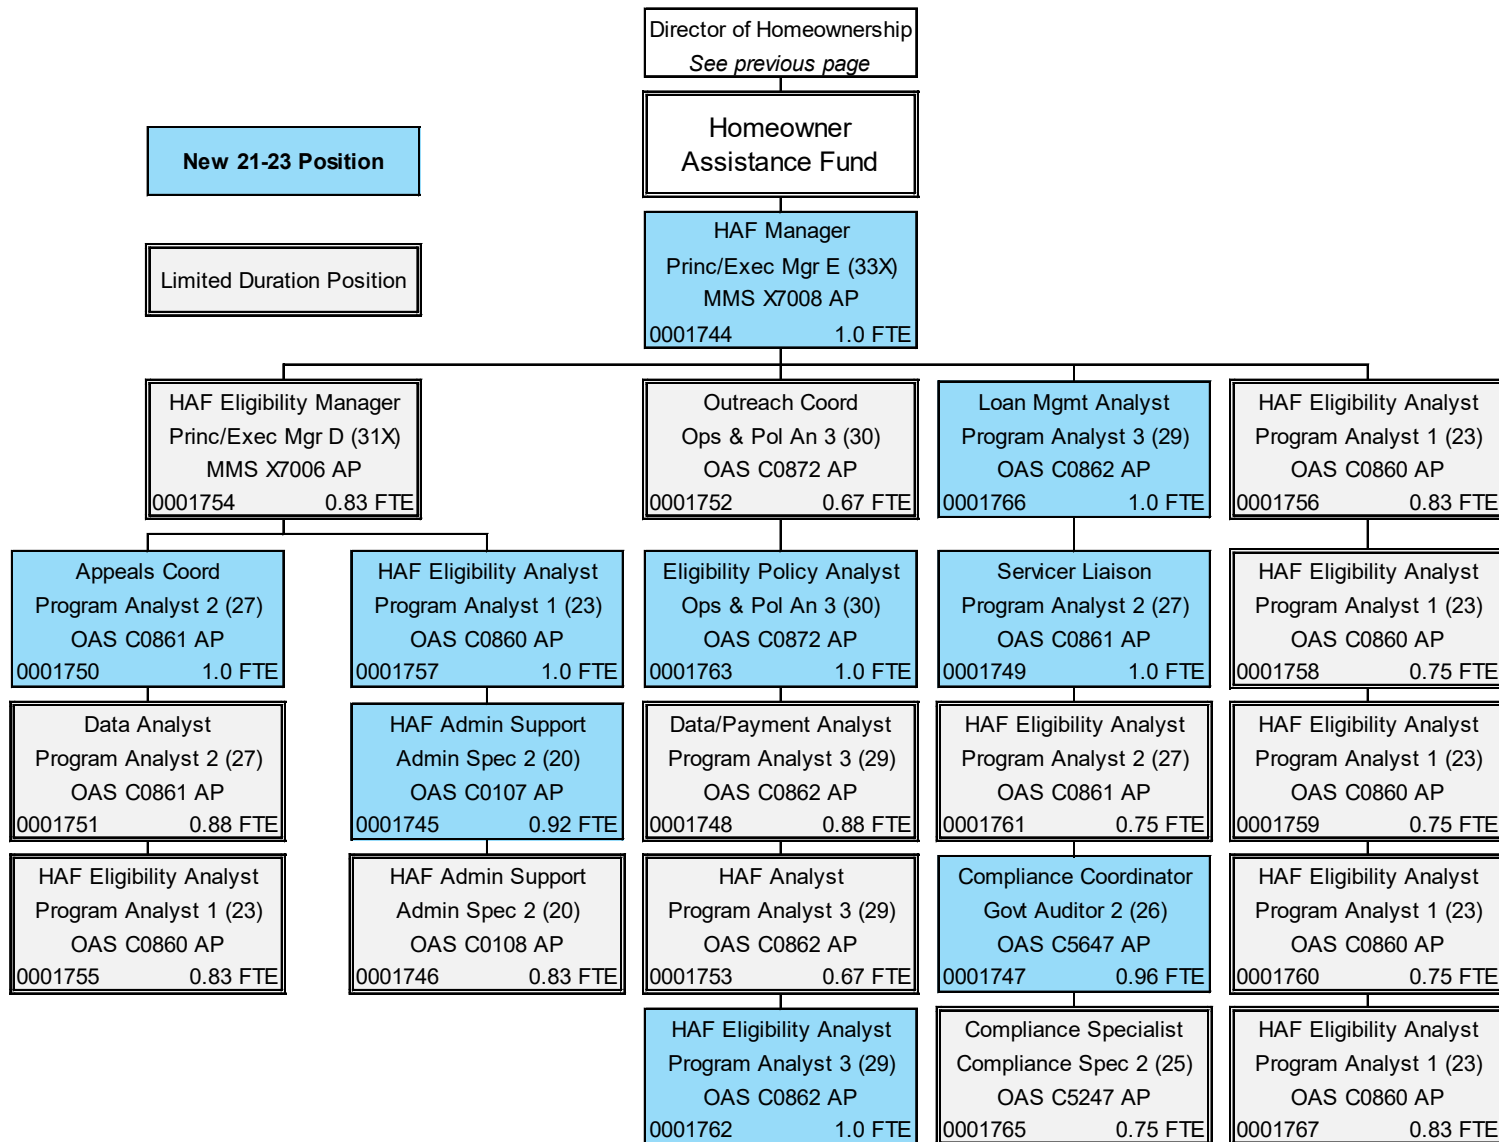 Director of Homeownership
See previous page
Homeowner
Assistance Fund
New 21-23 Position
Limited Duration Position
HAF Manager
Princ/Exec Mgr E (33X)
MMS X7008 AP
0001744 1.0 FTE
HAF Eligibility Manager
Princ/Exec Mgr D (31X)
MMS X7006 AP
0001754 0.83 FTE
Outreach Coord
Ops & Pol An 3 (30)
OAS C0872 AP
0001752 0.67 FTE
Loan Mgmt Analyst
Program Analyst 3 (29)
OAS C0862 AP
0001766 1.0 FTE
HAF Eligibility Analyst
Program Analyst 1 (23)
OAS C0860 AP
0001756 0.83 FTE
Appeals Coord
Program Analyst 2 (27)
OAS C0861 AP
0001750 1.0 FTE
HAF Eligibility Analyst
Program Analyst 1 (23)
OAS C0860 AP
0001757 1.0 FTE
Eligibility Policy Analyst
Ops & Pol An 3 (30)
OAS C0872 AP
0001763 1.0 FTE
Servicer Liaison
Program Analyst 2 (27)
OAS C0861 AP
0001749 1.0 FTE
HAF Eligibility Analyst
Program Analyst 1 (23)
OAS C0860 AP
0001758 0.75 FTE
Data Analyst
Program Analyst 2 (27)
OAS C0861 AP
0001751 0.88 FTE
HAF Admin Support
Admin Spec 2 (20)
OAS C0107 AP
0001745 0.92 FTE
Data/Payment Analyst
Program Analyst 3 (29)
OAS C0862 AP
0001748 0.88 FTE
HAF Eligibility Analyst
Program Analyst 2 (27)
OAS C0861 AP
0001761 0.75 FTE
HAF Eligibility Analyst
Program Analyst 1 (23)
OAS C0860 AP
0001759 0.75 FTE
HAF Eligibility Analyst
Program Analyst 1 (23)
OAS C0860 AP
0001755 0.83 FTE
HAF Admin Support
Admin Spec 2 (20)
OAS C0108 AP
0001746 0.83 FTE
HAF Analyst
Program Analyst 3 (29)
OAS C0862 AP
0001753 0.67 FTE
Compliance Coordinator
Govt Auditor 2 (26)
OAS C5647 AP
0001747 0.96 FTE
HAF Eligibility Analyst
Program Analyst 1 (23)
OAS C0860 AP
0001760 0.75 FTE
HAF Eligibility Analyst
Program Analyst 3 (29)
OAS C0862 AP
0001762 1.0 FTE
Compliance Specialist
Compliance Spec 2 (25)
OAS C5247 AP
0001765 0.75 FTE
HAF Eligibility Analyst
Program Analyst 1 (23)
OAS C0860 AP
0001767 0.83 FTE